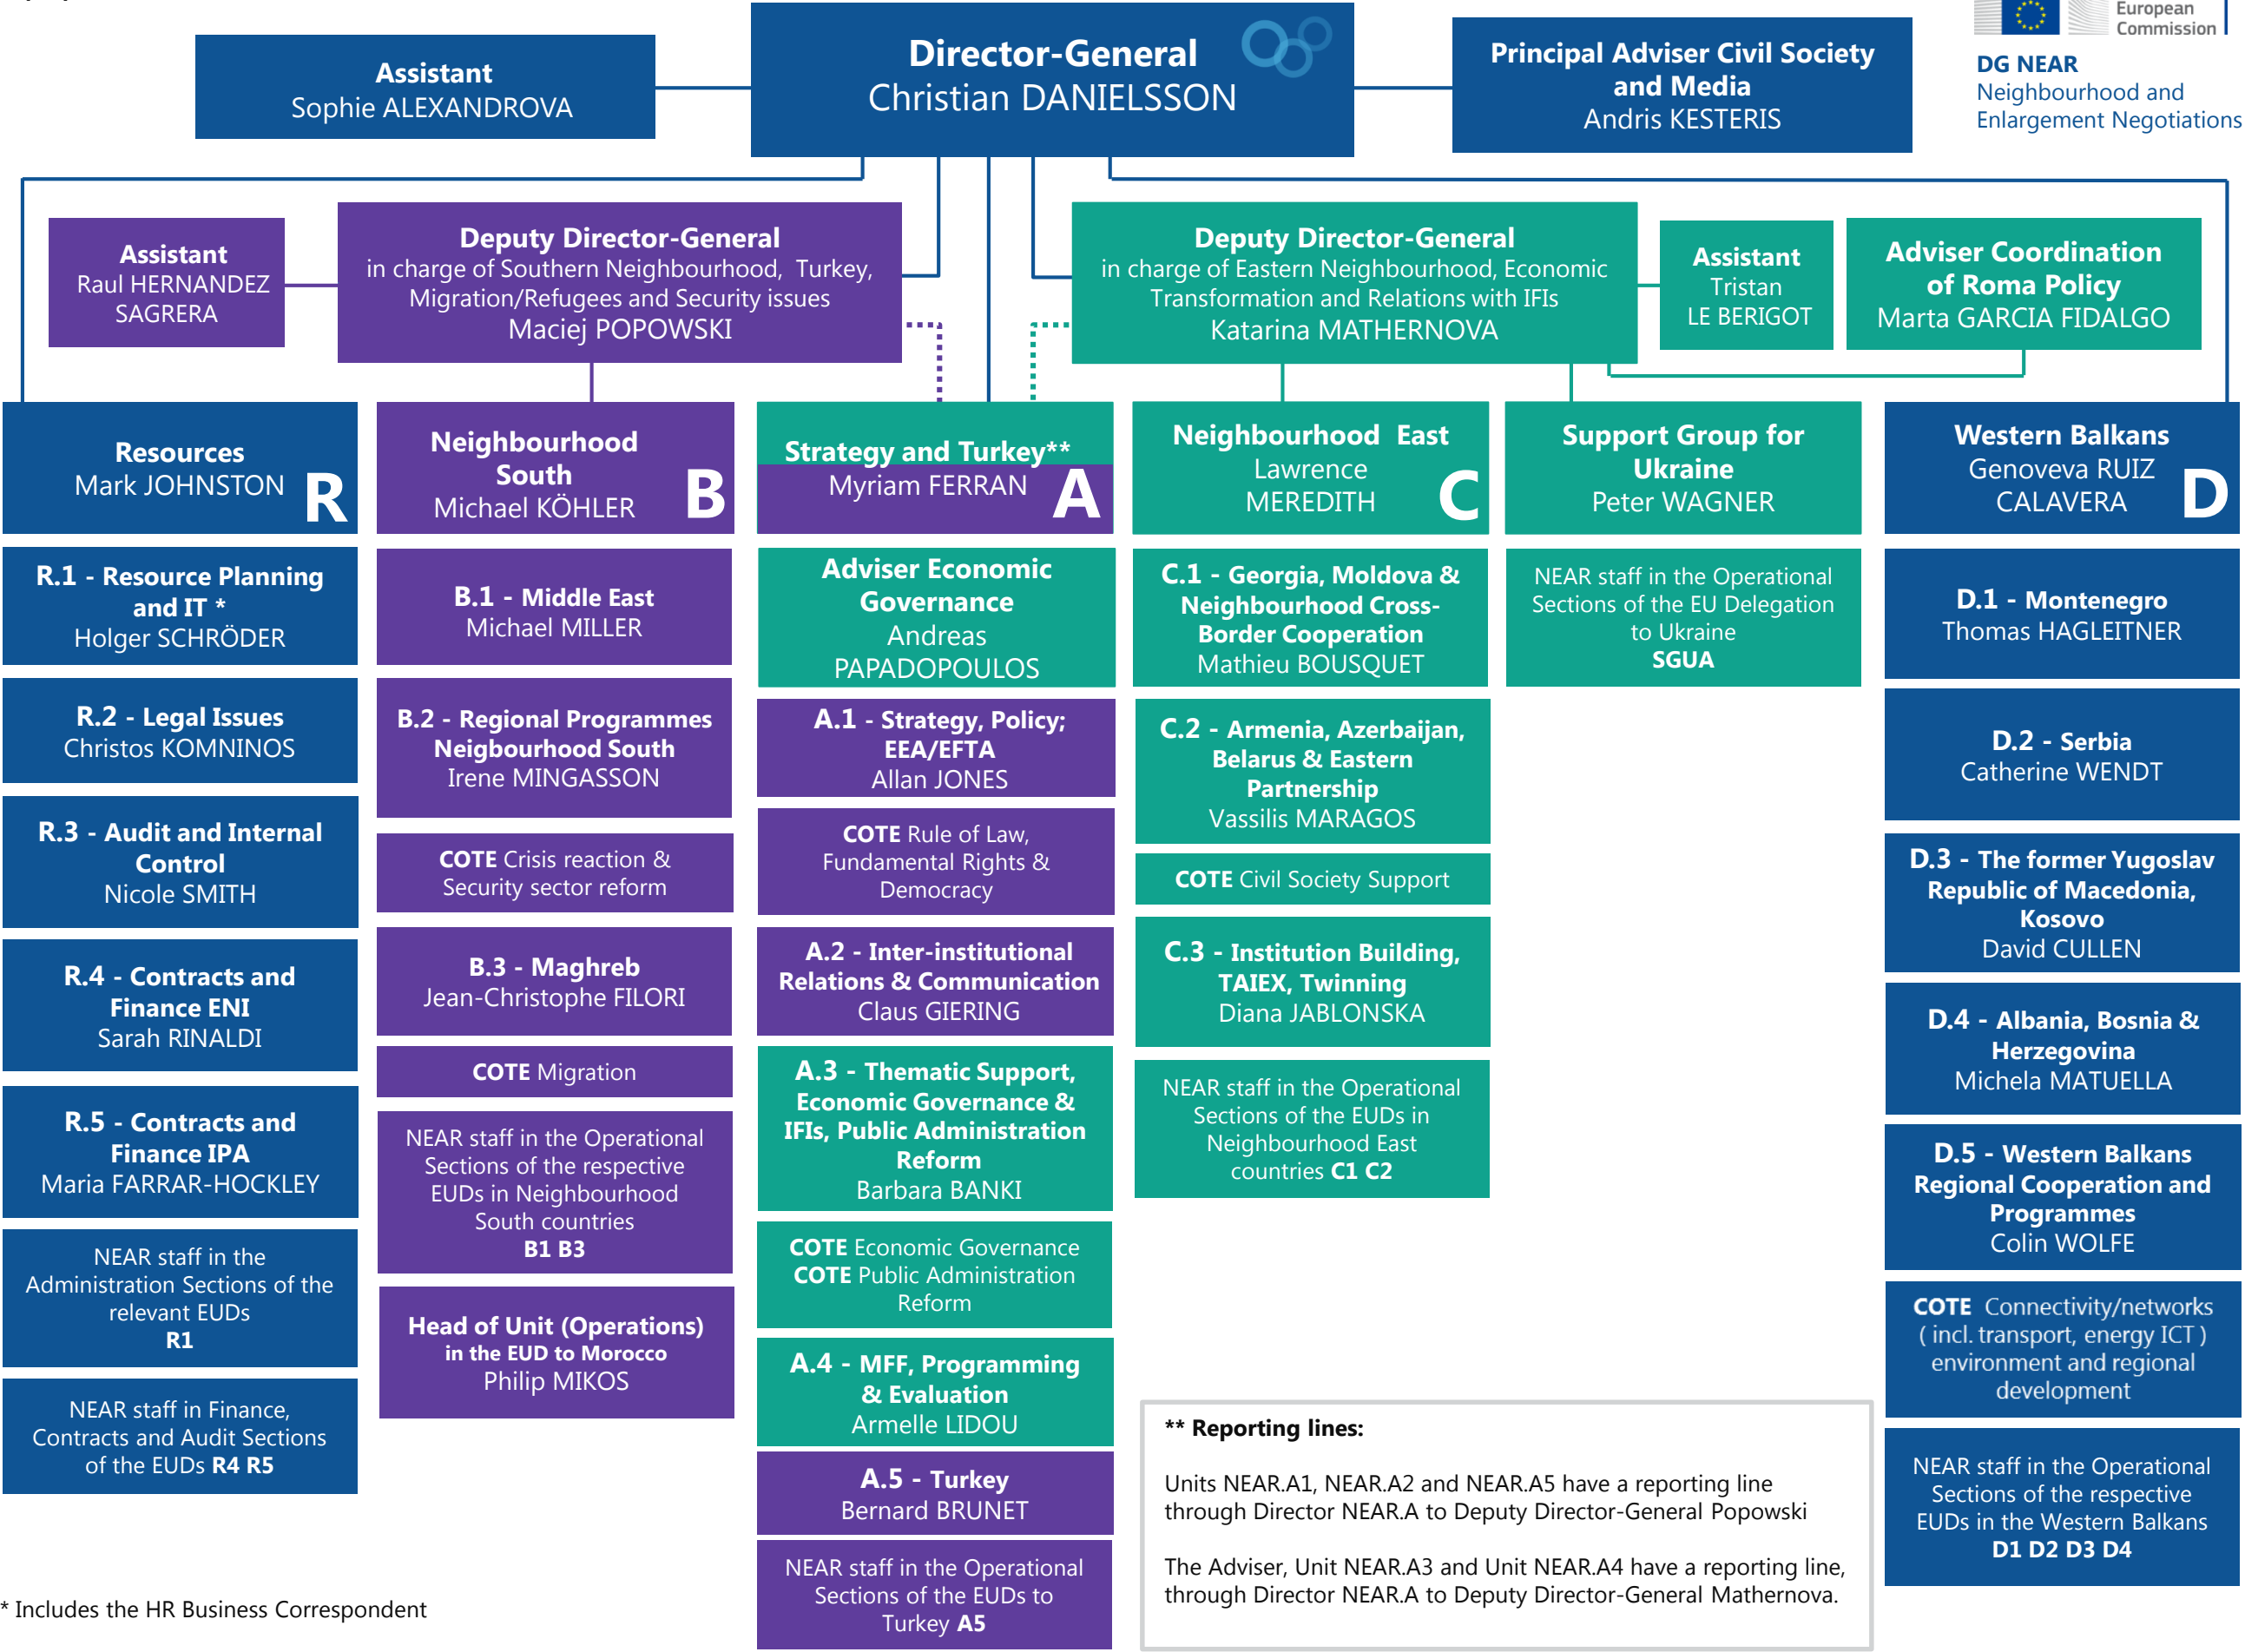 European
Commission
DG NEAR
Neighbourhood and
Enlargement Negotiations
Director-General
Christian DANIELSSON
Assistant
Sophie ALEXANDROVA
Principal Adviser Civil Society
and Media
Andris KESTERIS
Assistant
Raul HERNANDEZ
SAGRERA
Deputy Director-General
in charge of Southern Neighbourhood, Turkey,
Migration/Refugees and Security issues
Maciej POPOWSKI
Deputy Director-General
in charge of Eastern Neighbourhood, Economic
Transformation and Relations with IFIs
Katarina MATHERNOVA
Assistant
Tristan
LE BERIGOT
Adviser Coordination
of Roma Policy
Marta GARCIA FIDALGO
Resources
Mark JOHNSTON
R
R.1 - Resource Planning
and IT *
Holger SCHRÖDER
R.2 - Legal Issues
Christos KOMNINOS
R.3 - Audit and Internal
Control
Nicole SMITH
R.4 - Contracts and
Finance ENI
Sarah RINALDI
R.5 - Contracts and
Finance IPA
Maria FARRAR-HOCKLEY
NEAR staff in the
Administration Sections of the
relevant EUDs
R1
NEAR staff in Finance,
Contracts and Audit Sections
of the EUDs R4 R5
Neighbourhood
South
Michael KÖHLER
B
B.1 - Middle East
Michael MILLER
B.2 - Regional Programmes
Neigbourhood South
Irene MINGASSON
COTE Crisis reaction &
Security sector reform
B.3 - Maghreb
Jean-Christophe FILORI
COTE Migration
NEAR staff in the Operational
Sections of the respective
EUDs in Neighbourhood
South countries
B1 B3
Head of Unit (Operations)
in the EUD to Morocco
Philip MIKOS
Strategy and Turkey**
Myriam FERRAN
A
Adviser Economic
Governance
Andreas
PAPADOPOULOS
A.1 - Strategy, Policy;
EEA/EFTA
Allan JONES
COTE Rule of Law,
Fundamental Rights &
Democracy
A.2 - Inter-institutional
Relations & Communication
Claus GIERING
A.3 - Thematic Support,
Economic Governance &
IFIs, Public Administration
Reform
Barbara BANKI
COTE Economic Governance
COTE Public Administration
Reform
A.4 - MFF, Programming
& Evaluation
Armelle LIDOU
A.5 - Turkey
Bernard BRUNET
NEAR staff in the Operational
Sections of the EUDs to
Turkey A5
Neighbourhood East
Lawrence
MEREDITH
C
C.1 - Georgia, Moldova &
Neighbourhood Cross-
Border Cooperation
Mathieu BOUSQUET
C.2 - Armenia, Azerbaijan,
Belarus & Eastern
Partnership
Vassilis MARAGOS
COTE Civil Society Support
C.3 - Institution Building,
TAIEX, Twinning
Diana JABLONSKA
NEAR staff in the Operational
Sections of the EUDs in
Neighbourhood East
countries C1 C2
Support Group for
Ukraine
Peter WAGNER
NEAR staff in the Operational
Sections of the EU Delegation
to Ukraine
SGUA
Western Balkans
Genoveva RUIZ
CALAVERA
D
D.1 - Montenegro
Thomas HAGLEITNER
D.2 - Serbia
Catherine WENDT
D.3 - The former Yugoslav
Republic of Macedonia,
Kosovo
David CULLEN
D.4 - Albania, Bosnia &
Herzegovina
Michela MATUELLA
D.5 - Western Balkans
Regional Cooperation and
Programmes
Colin WOLFE
COTE Connectivity/networks
( incl. transport, energy ICT )
environment and regional
development
NEAR staff in the Operational
Sections of the respective
EUDs in the Western Balkans
D1 D2 D3 D4
** Reporting lines:
Units NEAR.A1, NEAR.A2 and NEAR.A5 have a reporting line
through Director NEAR.A to Deputy Director-General Popowski
The Adviser, Unit NEAR.A3 and Unit NEAR.A4 have a reporting line,
through Director NEAR.A to Deputy Director-General Mathernova.
* Includes the HR Business Correspondent